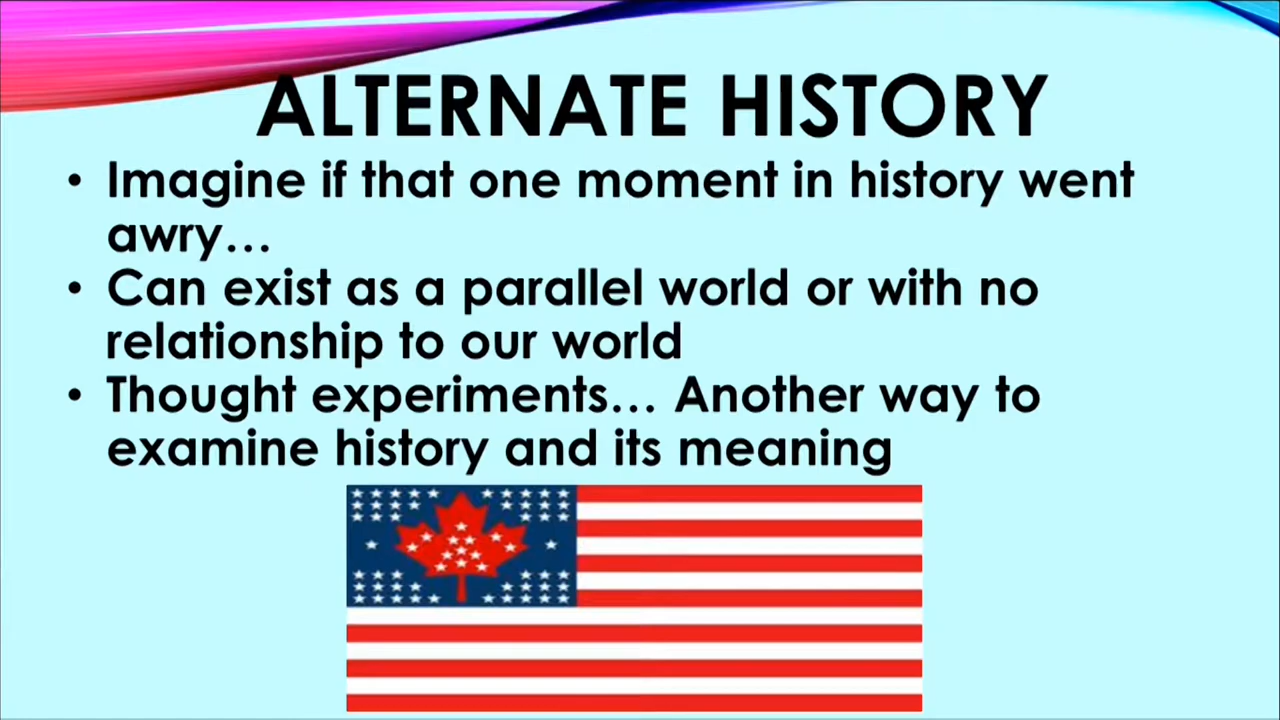 ALTERNATE HISTORY
• Imagine if that one moment in history went
awry…
• Can exist as a parallel world or with no
relationship to our world
• Thought experiments… Another way to
examine history and its meaning